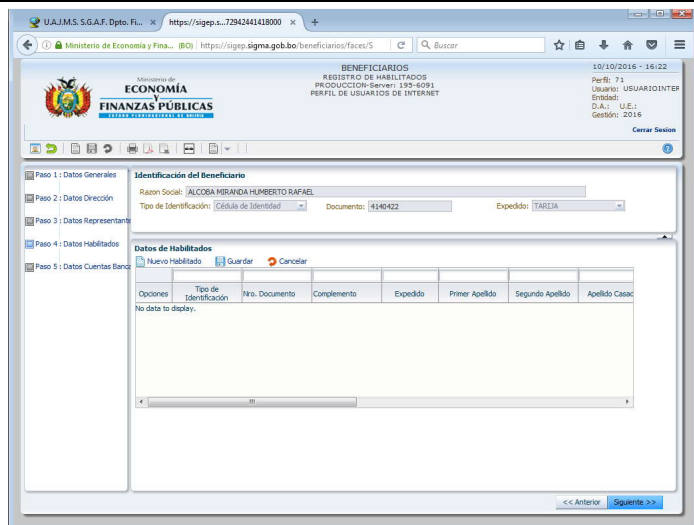 U.A.J.M.S. S.G.A.F. Dpto. Fi... × https://sigep.s...72942441418000 × +
Ministerio de Economía y Fina... (BO) https://sigep.sigma.gob.bo/beneficiarios/faces/S Buscar
Ministerio de
ECONOMÍA
Y
FINANZAS PÚBLICAS
ESTADO PLURINACIONAL DE BOLIVIA
BENEFICIARIOS
REGISTRO DE HABILITADOS
PRODUCCION-Server: 195-6091
PERFIL DE USUARIOS DE INTERNET
10/10/2016 - 16:22
Perfil: 71
Usuario: USUARIOINTER
Entidad:
D.A.: U.E.:
Gestión: 2016
Cerrar Sesion
Paso 1 : Datos Generales
Paso 2 : Datos Dirección
Paso 3 : Datos Representante
Paso 4 : Datos Habilitados
Paso 5 : Datos Cuentas Banca
Identificación del Beneficiario
Razon Social: ALCOBA MIRANDA HUMBERTO RAFAEL
Tipo de Identificación: Cédula de Identidad Documento: 4140422 Expedido: TARIJA
Datos de Habilitados
Nuevo Habilitado Guardar Cancelar
Opciones Tipo de Identificación Nro. Documento Complemento Expedido Primer Apellido Segundo Apellido Apellido Casac
No data to display.
<< Anterior Siguiente >>